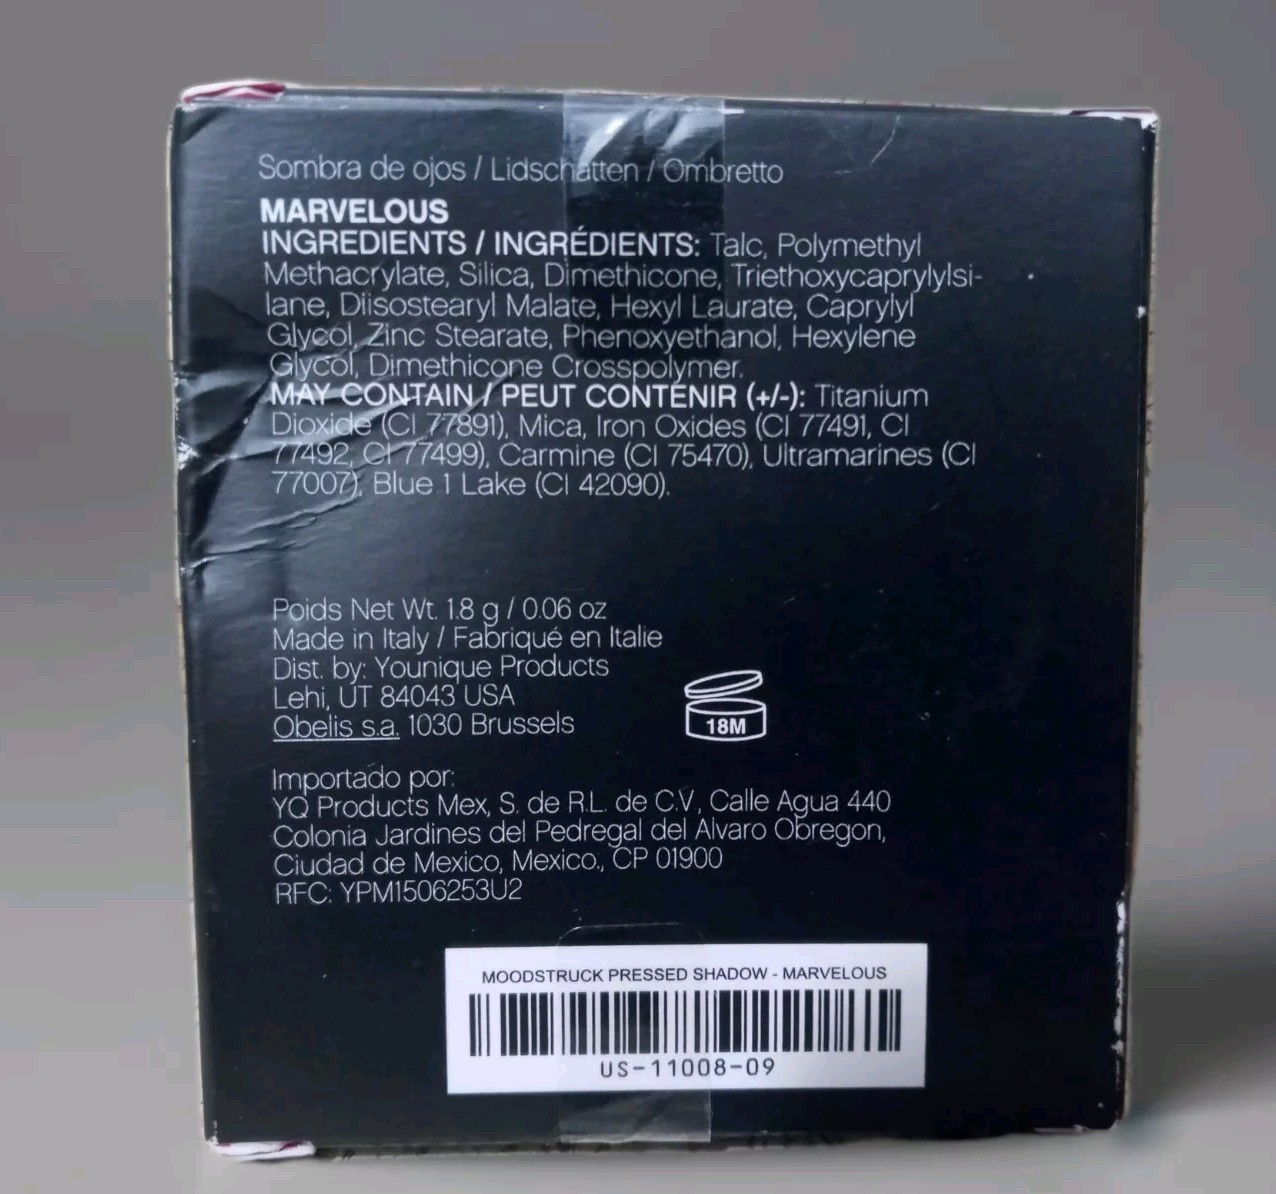 Sombra de ojos / Lidschatten / Ombretto
MARVELOUS
INGREDIENTS / INGRÉDIENTS: Talc, Polymethyl
Methacrylate, Silica, Dimethicone, Triethoxycaprylylsi-
lane, Diisostearyl Malate, Hexyl Laurate, Caprylyl
Glycol, Zinc Stearate, Phenoxyethanol, Hexylene
Glycol, Dimethicone Crosspolymer.
MAY CONTAIN / PEUT CONTENIR (+/-): Titanium
Dioxide (CI 77891), Mica, Iron Oxides (CI 77491, CI
77492, CI 77499), Carmine (CI 75470), Ultramarines (CI
77007), Blue 1 Lake (CI 42090).
Poids Net Wt. 1.8 g / 0.06 oz
Made in Italy / Fabriqué en Italie
Dist. by: Younique Products
Lehi, UT 84043 USA
Obelis s.a. 1030 Brussels
18M
Importado por:
YQ Products Mex, S. de R.L. de C.V, Calle Agua 440
Colonia Jardines del Pedregal del Alvaro Obregon,
Ciudad de Mexico, Mexico., CP 01900
RFC: YPM1506253U2
MOODSTRUCK PRESSED SHADOW - MARVELOUS
US-11008-09